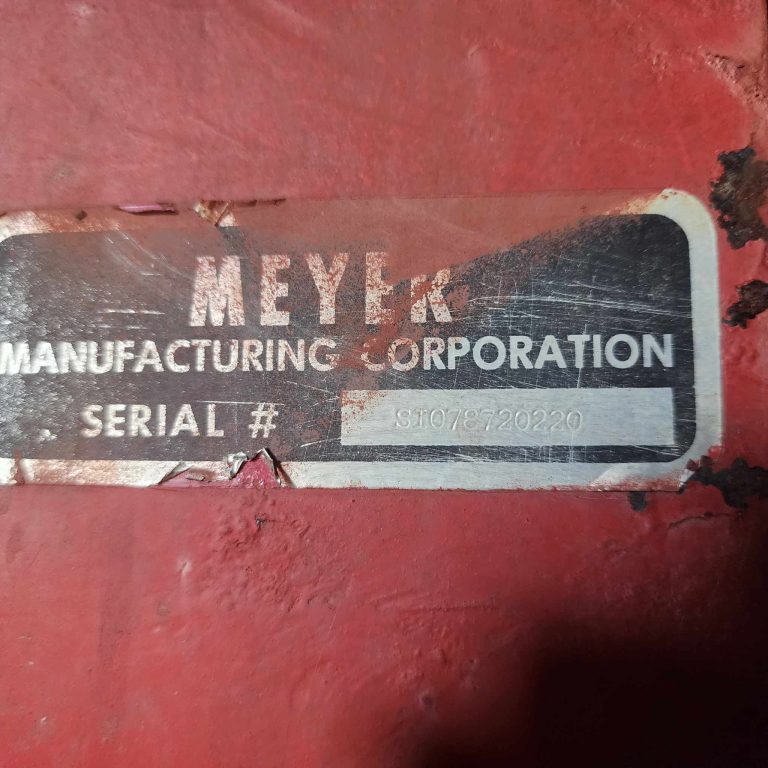 MEYER
MANUFACTURING CORPORATION
SERIAL # SI078720220